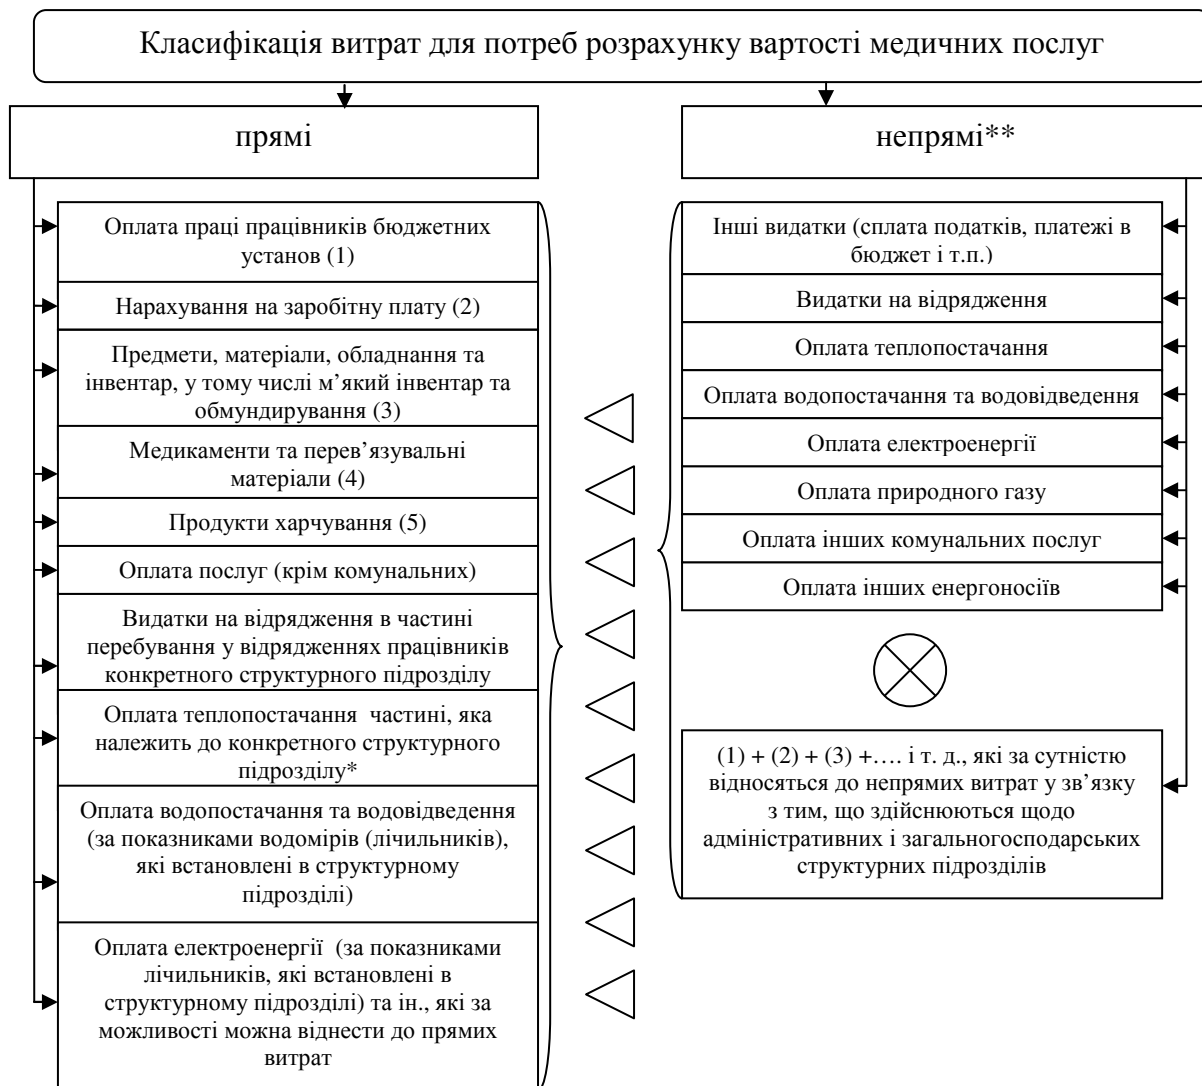 Класифікація витрат для потреб розрахунку вартості медичних послуг
прямі
непрямі**
Оплата праці працівників бюджетних
установ (1)
Нарахування на заробітну плату (2)
Предмети, матеріали, обладнання та
інвентар, у тому числі м’який інвентар та
обмундирування (3)
Медикаменти та перев’язувальні
матеріали (4)
Продукти харчування (5)
Оплата послуг (крім комунальних)
Видатки на відрядження в частині
перебування у відрядженнях працівників
конкретного структурного підрозділу
Оплата теплопостачання частині, яка
належить до конкретного структурного
підрозділу*
Оплата водопостачання та водовідведення
(за показниками водомірів (лічильників),
які встановлені в структурному
підрозділі)
Оплата електроенергії (за показниками
лічильників, які встановлені в
структурному підрозділі) та ін., які за
можливості можна віднести до прямих
витрат
Інші видатки (сплата податків, платежі в
бюджет і т.п.)
Видатки на відрядження
Оплата теплопостачання
Оплата водопостачання та водовідведення
Оплата електроенергії
Оплата природного газу
Оплата інших комунальних послуг
Оплата інших енергоносіїв
(1) + (2) + (3) +…. і т. д., які за сутністю
відносяться до непрямих витрат у зв’язку
з тим, що здійснюються щодо
адміністративних і загальногосподарських
структурних підрозділів